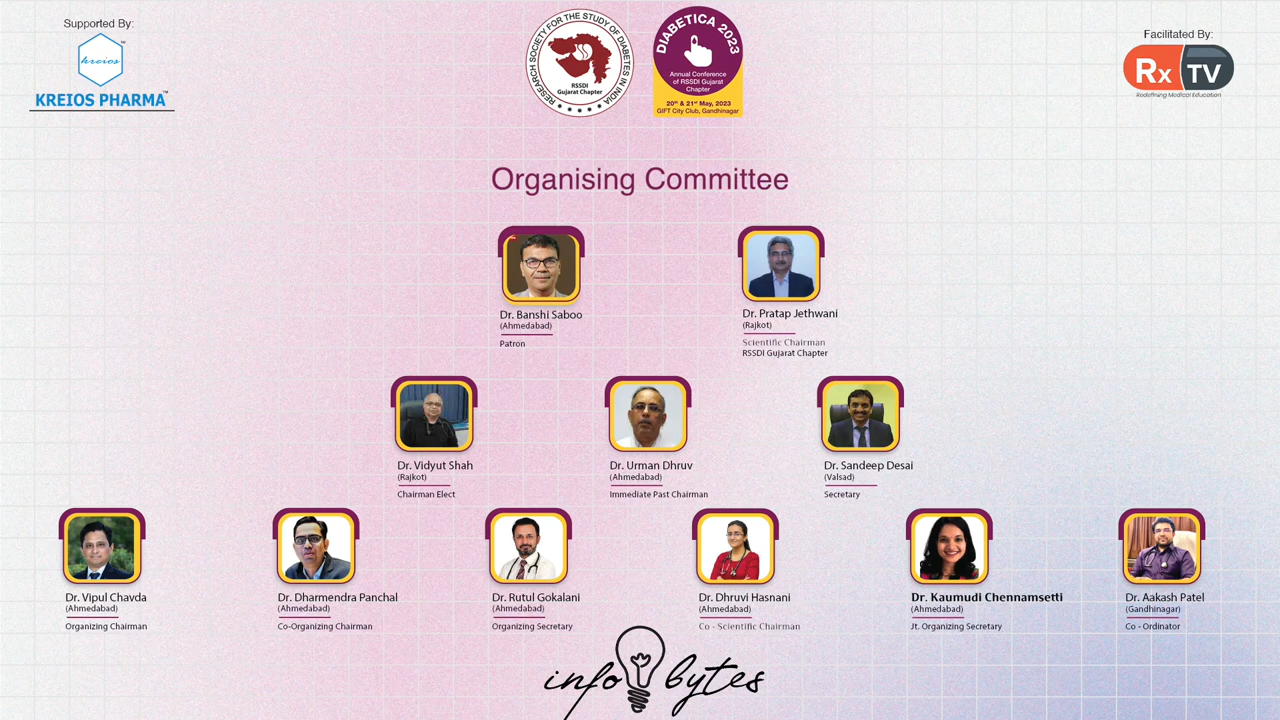 Supported By:
kreios
TM
KREIOS PHARMA™
RESEARCH SOCIETY FOR THE STUDY OF DIABETES IN INDIA
RSSDI
Gujarat Chapter
DIABETICA 2023
Annual Conference
of RSSDI Gujarat
Chapter
20th & 21st May, 2023
GIFT City Club, Gandhinagar
Facilitated By:
Rx TV
Redefining Medical Education
Organising Committee
Dr. Banshi Saboo
(Ahmedabad)
Patron
Dr. Pratap Jethwani
(Rajkot)
Scientific Chairman
RSSDI Gujarat Chapter
Dr. Vidyut Shah
(Rajkot)
Chairman Elect
Dr. Urman Dhruv
(Ahmedabad)
Immediate Past Chairman
Dr. Sandeep Desai
(Valsad)
Secretary
Dr. Vipul Chavda
(Ahmedabad)
Organizing Chairman
Dr. Dharmendra Panchal
(Ahmedabad)
Co-Organizing Chairman
Dr. Rutul Gokalani
(Ahmedabad)
Organizing Secretary
Dr. Dhruvi Hasnani
(Ahmedabad)
Co - Scientific Chairman
Dr. Kaumudi Chennamsetti
(Ahmedabad)
Jt. Organizing Secretary
Dr. Aakash Patel
(Gandhinagar)
Co - Ordinator
info bytes